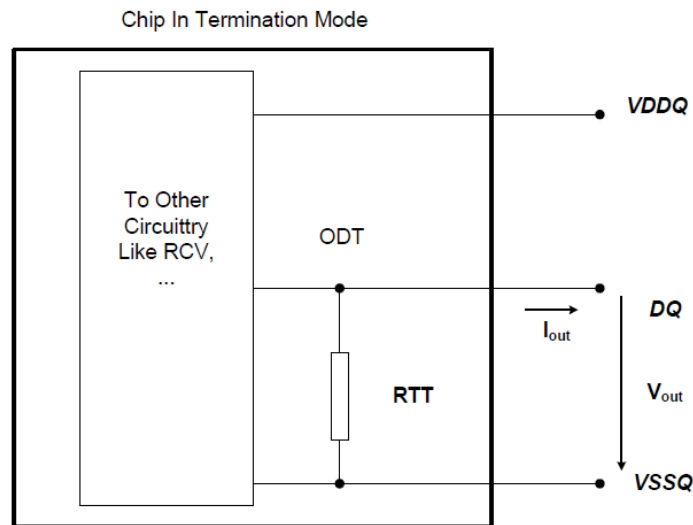 Chip In Termination Mode
VDDQ
To Other
Circuittry
Like RCV,
...
ODT
DQ
Iout
RTT
Vout
VSSQ